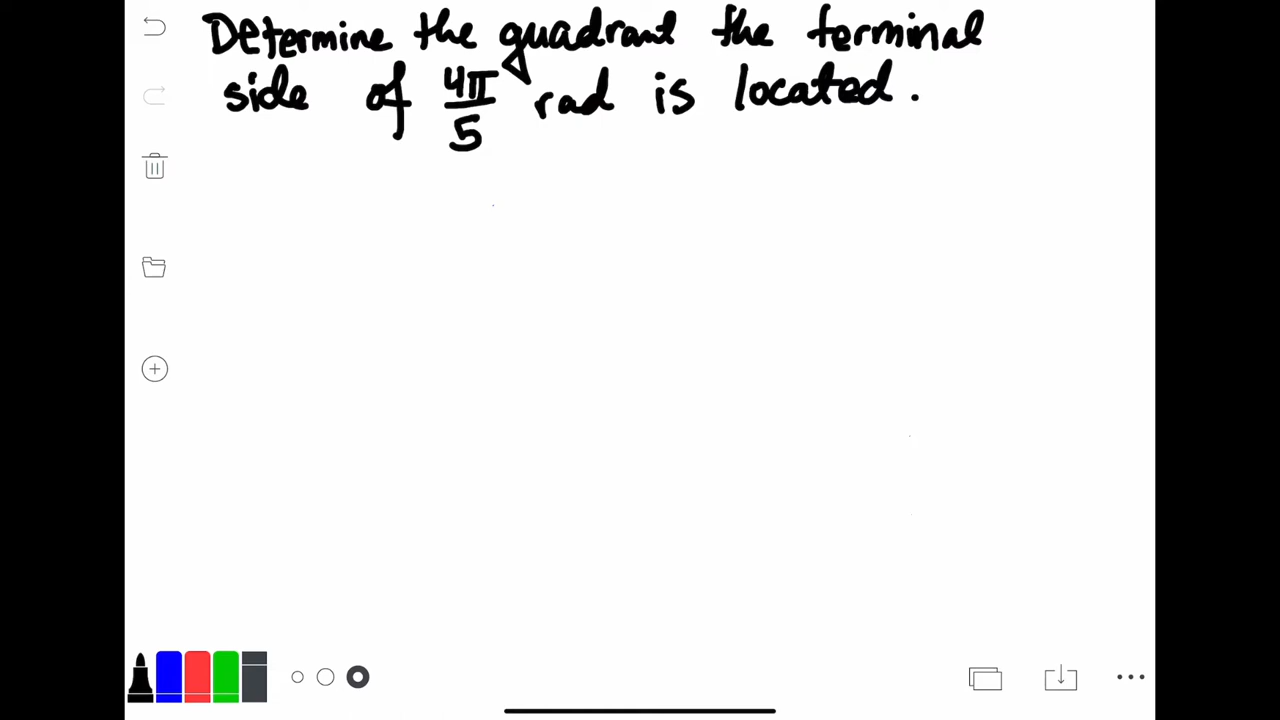 Determine the quadrant the terminal
side of 4π/5 rad is located.